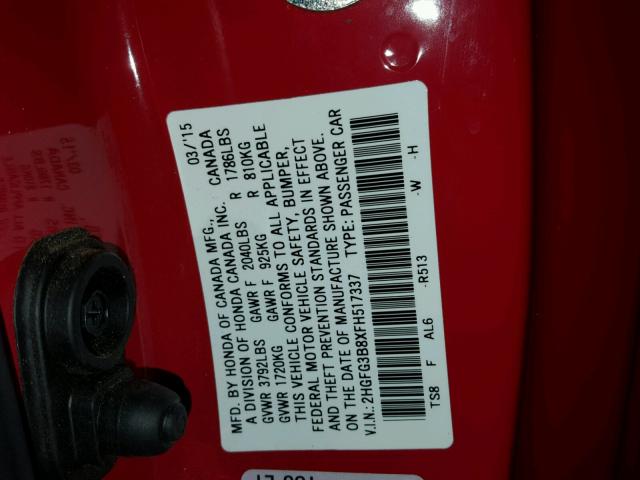 MFD. BY HONDA OF CANADA MFG., 03/15
A DIVISION OF HONDA CANADA INC. CANADA
GVWR 3792LBS GAWR F 2040LBS R 1786LBS
GVWR 1720KG GAWR F 925KG R 810KG
THIS VEHICLE CONFORMS TO ALL APPLICABLE
FEDERAL MOTOR VEHICLE SAFETY, BUMPER,
AND THEFT PREVENTION STANDARDS IN EFFECT
ON THE DATE OF MANUFACTURE SHOWN ABOVE.
V.I.N.: 2HGFG3B8XFH517337 TYPE: PASSENGER CAR
TS8 F AL6 -R513 -W -H